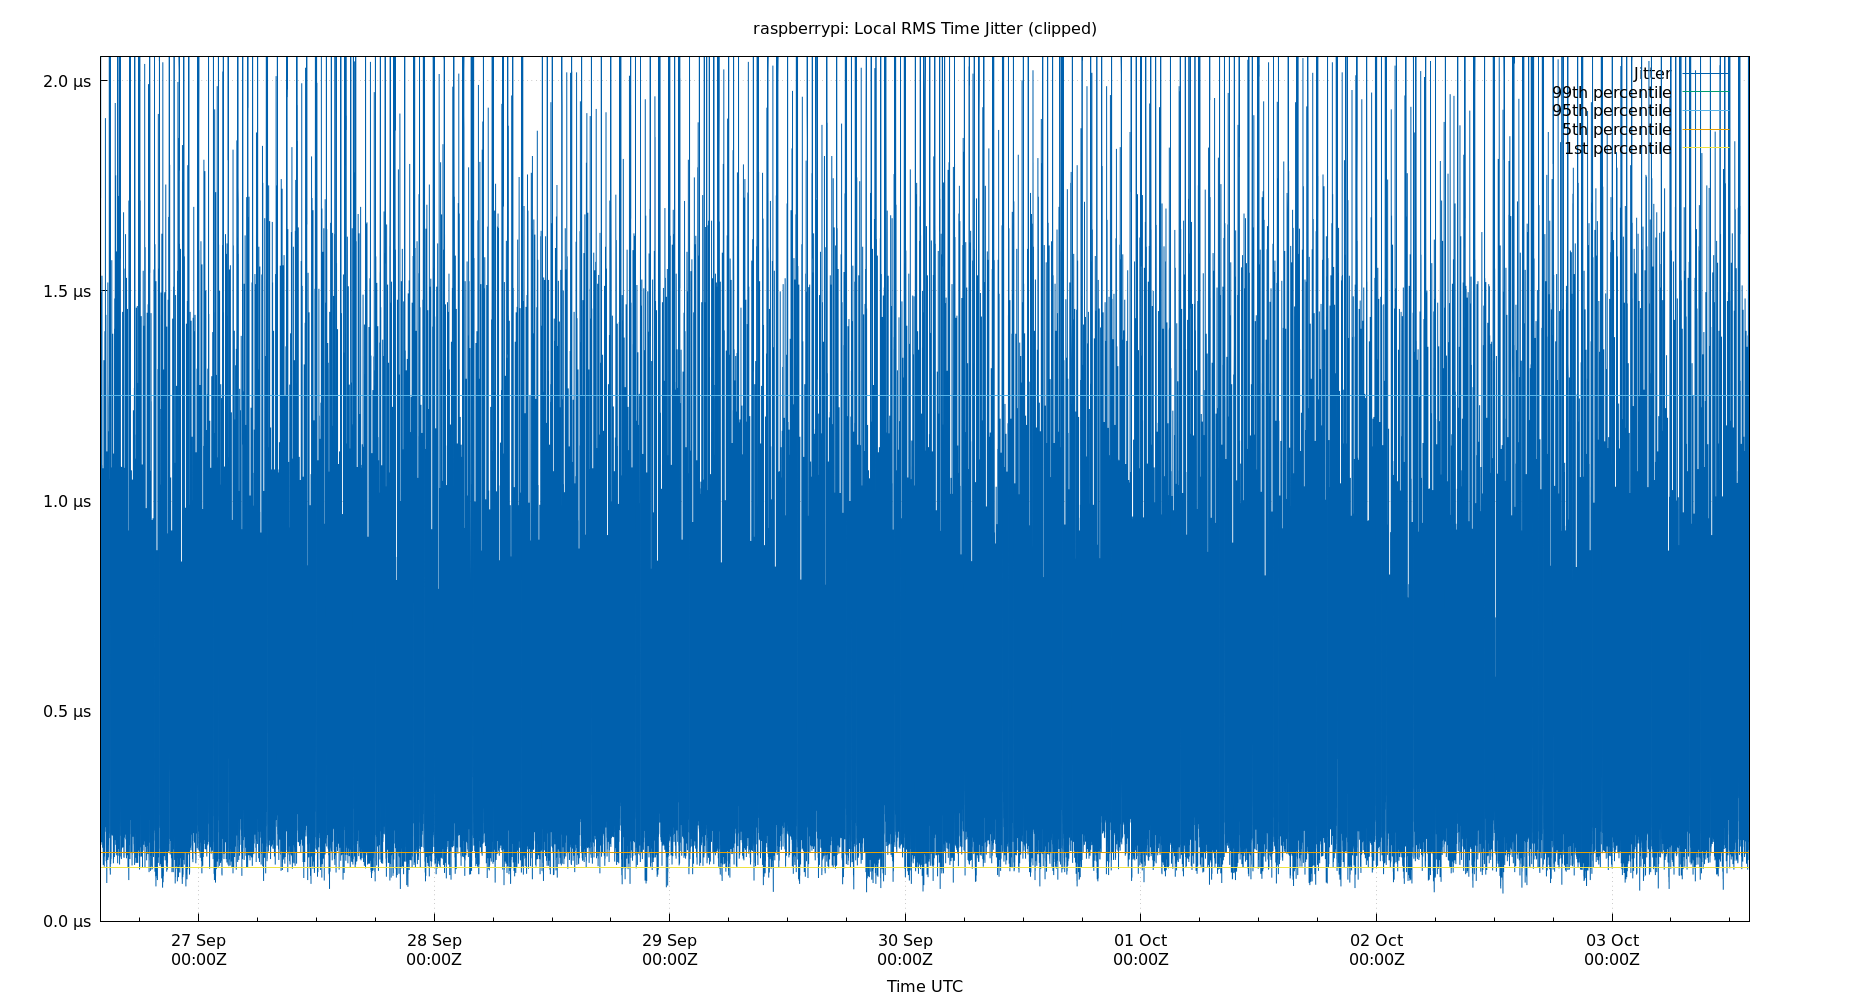 raspberrypi: Local RMS Time Jitter (clipped)
2.0 µs
1.5 µs
1.0 µs
0.5 µs
0.0 µs
Jitter
99th percentile
95th percentile
5th percentile
1st percentile
27 Sep
00:00Z
28 Sep
00:00Z
29 Sep
00:00Z
30 Sep
00:00Z
01 Oct
00:00Z
02 Oct
00:00Z
03 Oct
00:00Z
Time UTC